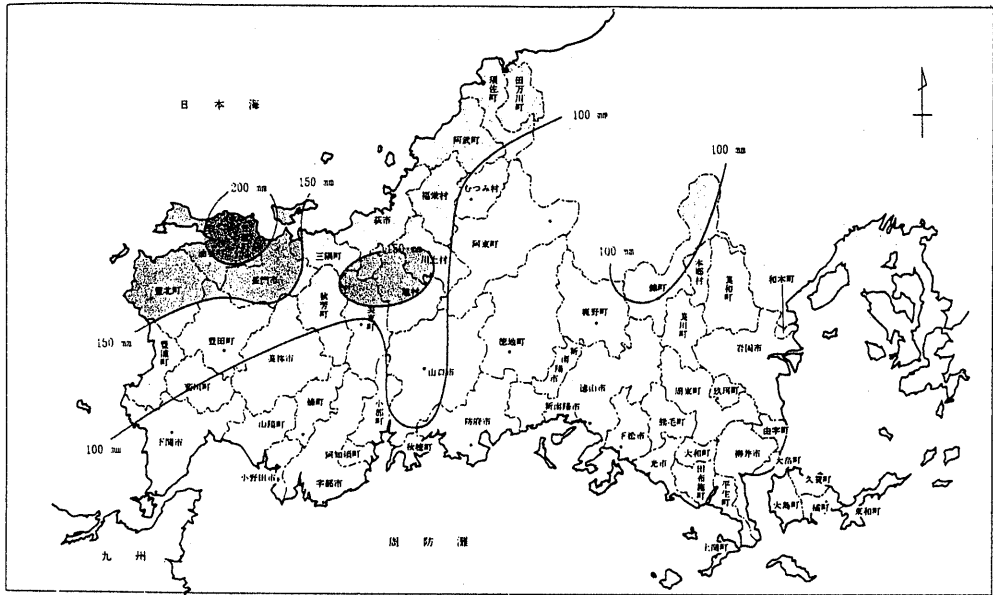 日本海
須佐町
田万川町
100 mm
阿武町
100 mm
200 mm
150 mm
福栄村
むつみ村
萩市
阿東町
三隅町
川上村
100
錦町
本郷村
美和町
和木町
豊北町
長門市
秋芳町
美川町
岩国市
150 mm
豊浦町
豊田町
美祢市
山口市
徳地町
鹿野町
新南陽市
徳山市
周東町
玖珂町
菊川町
楠町
小郡町
100 mm
下関市
山陽町
阿知須町
秋穂町
防府市
新南陽市
下松市
熊毛町
大和町
柳井市
由宇町
大畠町
小野田市
宇部市
光市
田布施町
平生町
久賀町
大島町
橘町
東和町
上関町
九州
周防灘